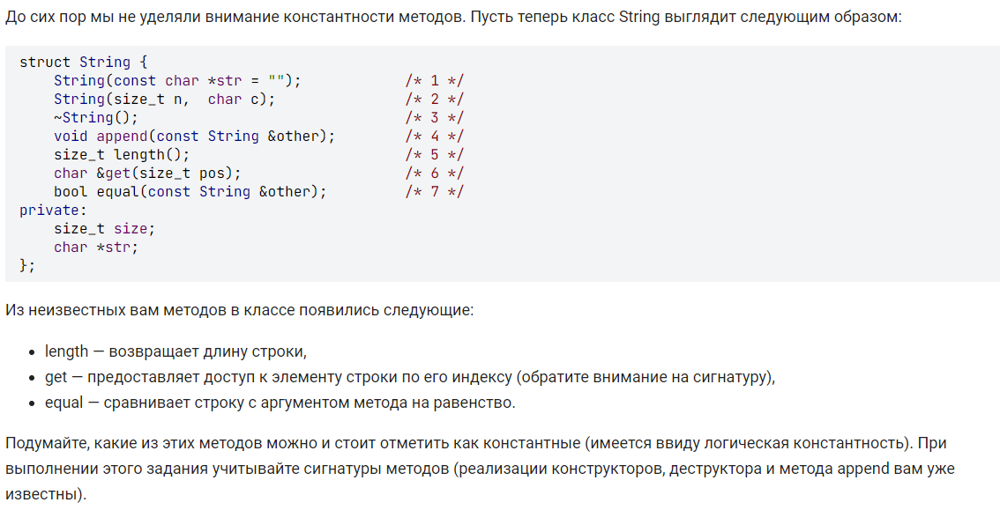 До сих пор мы не уделяли внимание константности методов. Пусть теперь класс String выглядит следующим образом:
struct String {
    String(const char *str = "");            /* 1 */
    String(size_t n,  char c);               /* 2 */
    ~String();                               /* 3 */
    void append(const String &other);        /* 4 */
    size_t length();                         /* 5 */
    char &get(size_t pos);                   /* 6 */
    bool equal(const String &other);         /* 7 */
private:
    size_t size;
    char *str;
};
Из неизвестных вам методов в классе появились следующие:
• length — возвращает длину строки,
• get — предоставляет доступ к элементу строки по его индексу (обратите внимание на сигнатуру),
• equal — сравнивает строку с аргументом метода на равенство.
Подумайте, какие из этих методов можно и стоит отметить как константные (имеется ввиду логическая константность). При
выполнении этого задания учитывайте сигнатуры методов (реализации конструкторов, деструктора и метода append вам уже
известны).